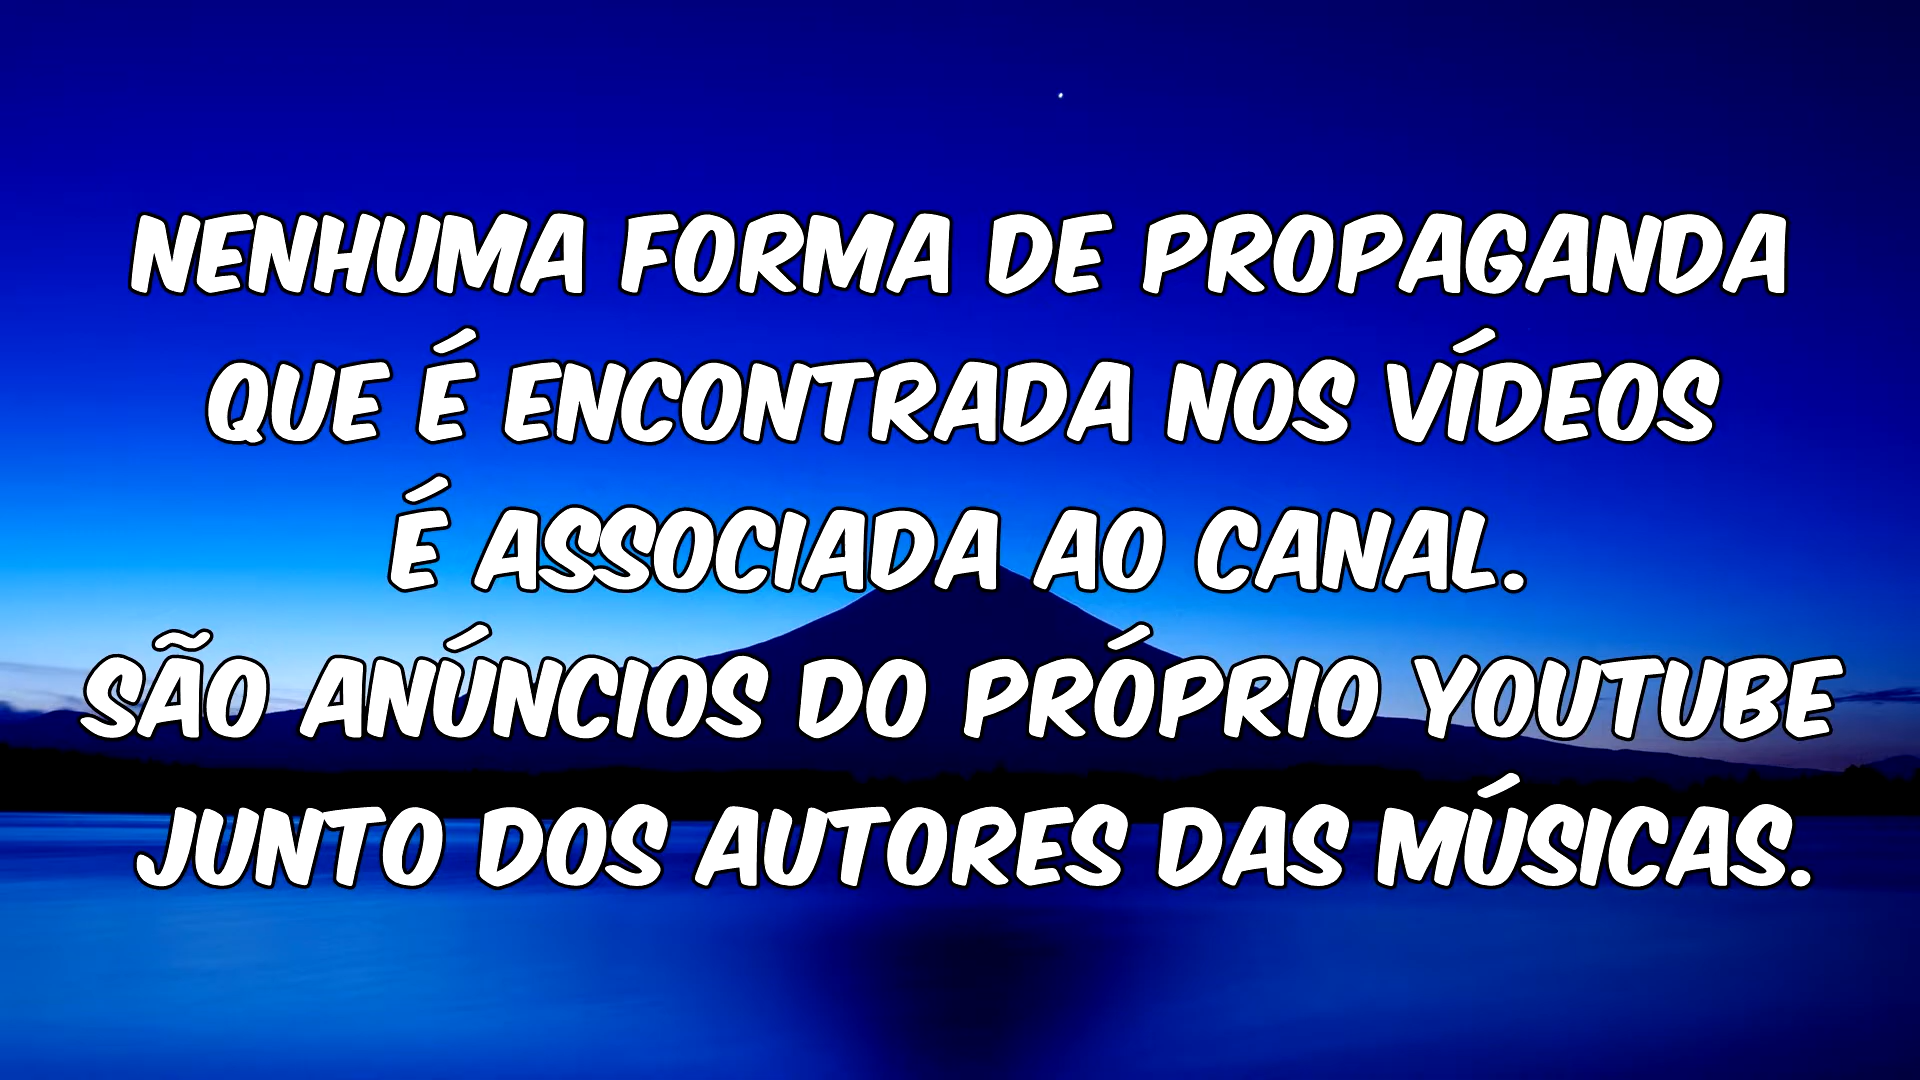 NENHUMA FORMA DE PROPAGANDA
QUE É ENCONTRADA NOS VÍDEOS
É ASSOCIADA AO CANAL.
SÃO ANÚNCIOS DO PRÓPRIO YOUTUBE
JUNTO DOS AUTORES DAS MÚSICAS.